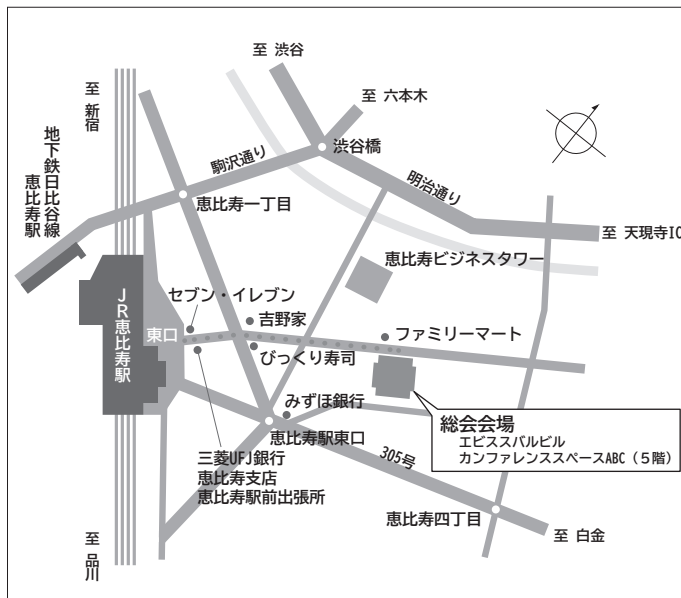 至 渋谷
至 六本木
至 新宿
地下鉄日比谷線
恵比寿駅
駒沢通り
渋谷橋
明治通り
恵比寿一丁目
至 天現寺IC
恵比寿ビジネスタワー
セブン・イレブン
JR恵比寿駅
東口
吉野家
ファミリーマート
びっくり寿司
みずほ銀行
恵比寿駅東口
総会会場
エビススバルビル
カンファレンススペースABC（5階）
三菱UFJ銀行
恵比寿支店
恵比寿駅前出張所
305号
恵比寿四丁目
至 白金
至 品川